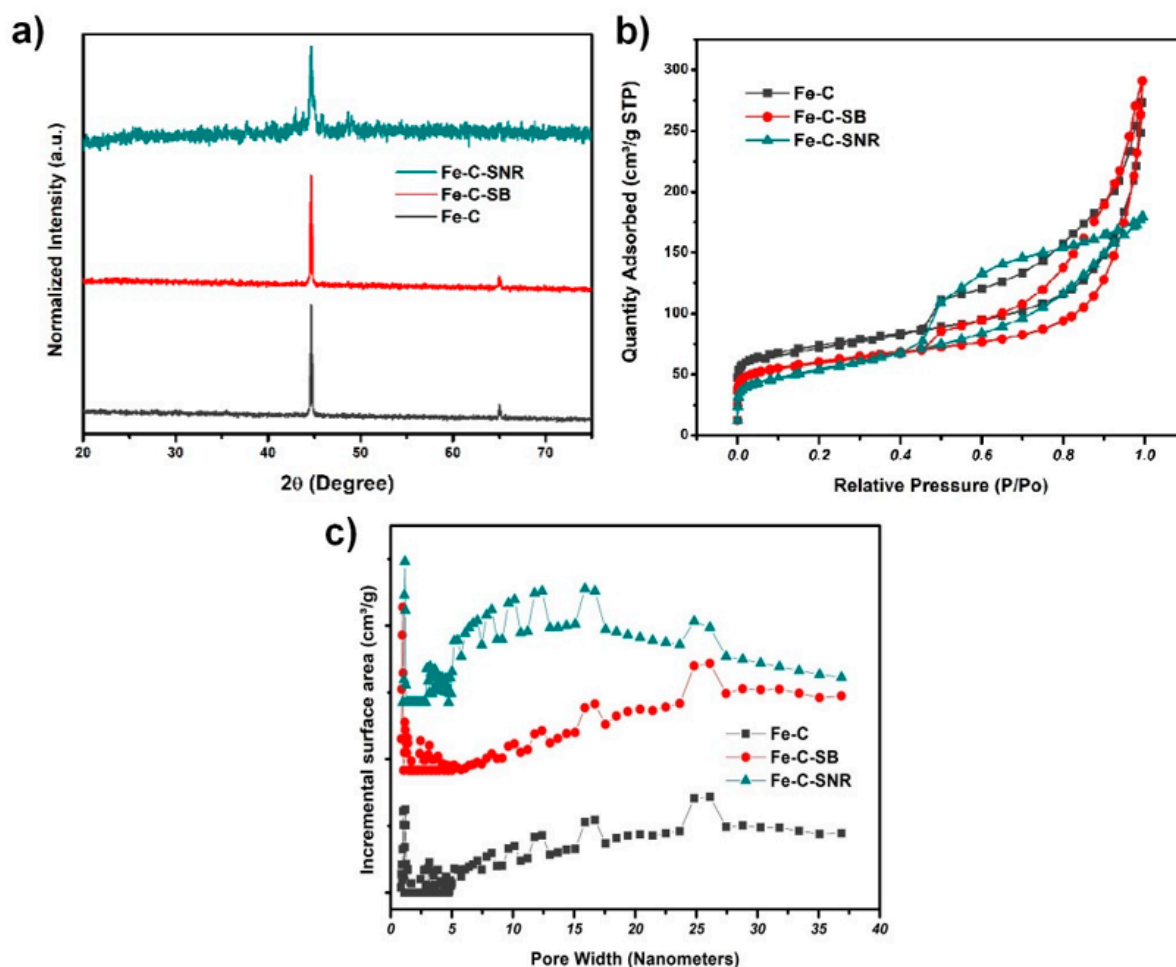 a)
Normalized Intensity (a.u.)
Fe-C-SNR
Fe-C-SB
Fe-C
20 30 40 50 60 70
2θ (Degree)
b)
Quantity Adsorbed (cm³/g STP)
300
250
200
150
100
50
0
Fe-C
Fe-C-SB
Fe-C-SNR
0.0 0.2 0.4 0.6 0.8 1.0
Relative Pressure (P/Po)
c)
Incremental surface area (cm³/g)
Fe-C
Fe-C-SB
Fe-C-SNR
0 5 10 15 20 25 30 35 40
Pore Width (Nanometers)